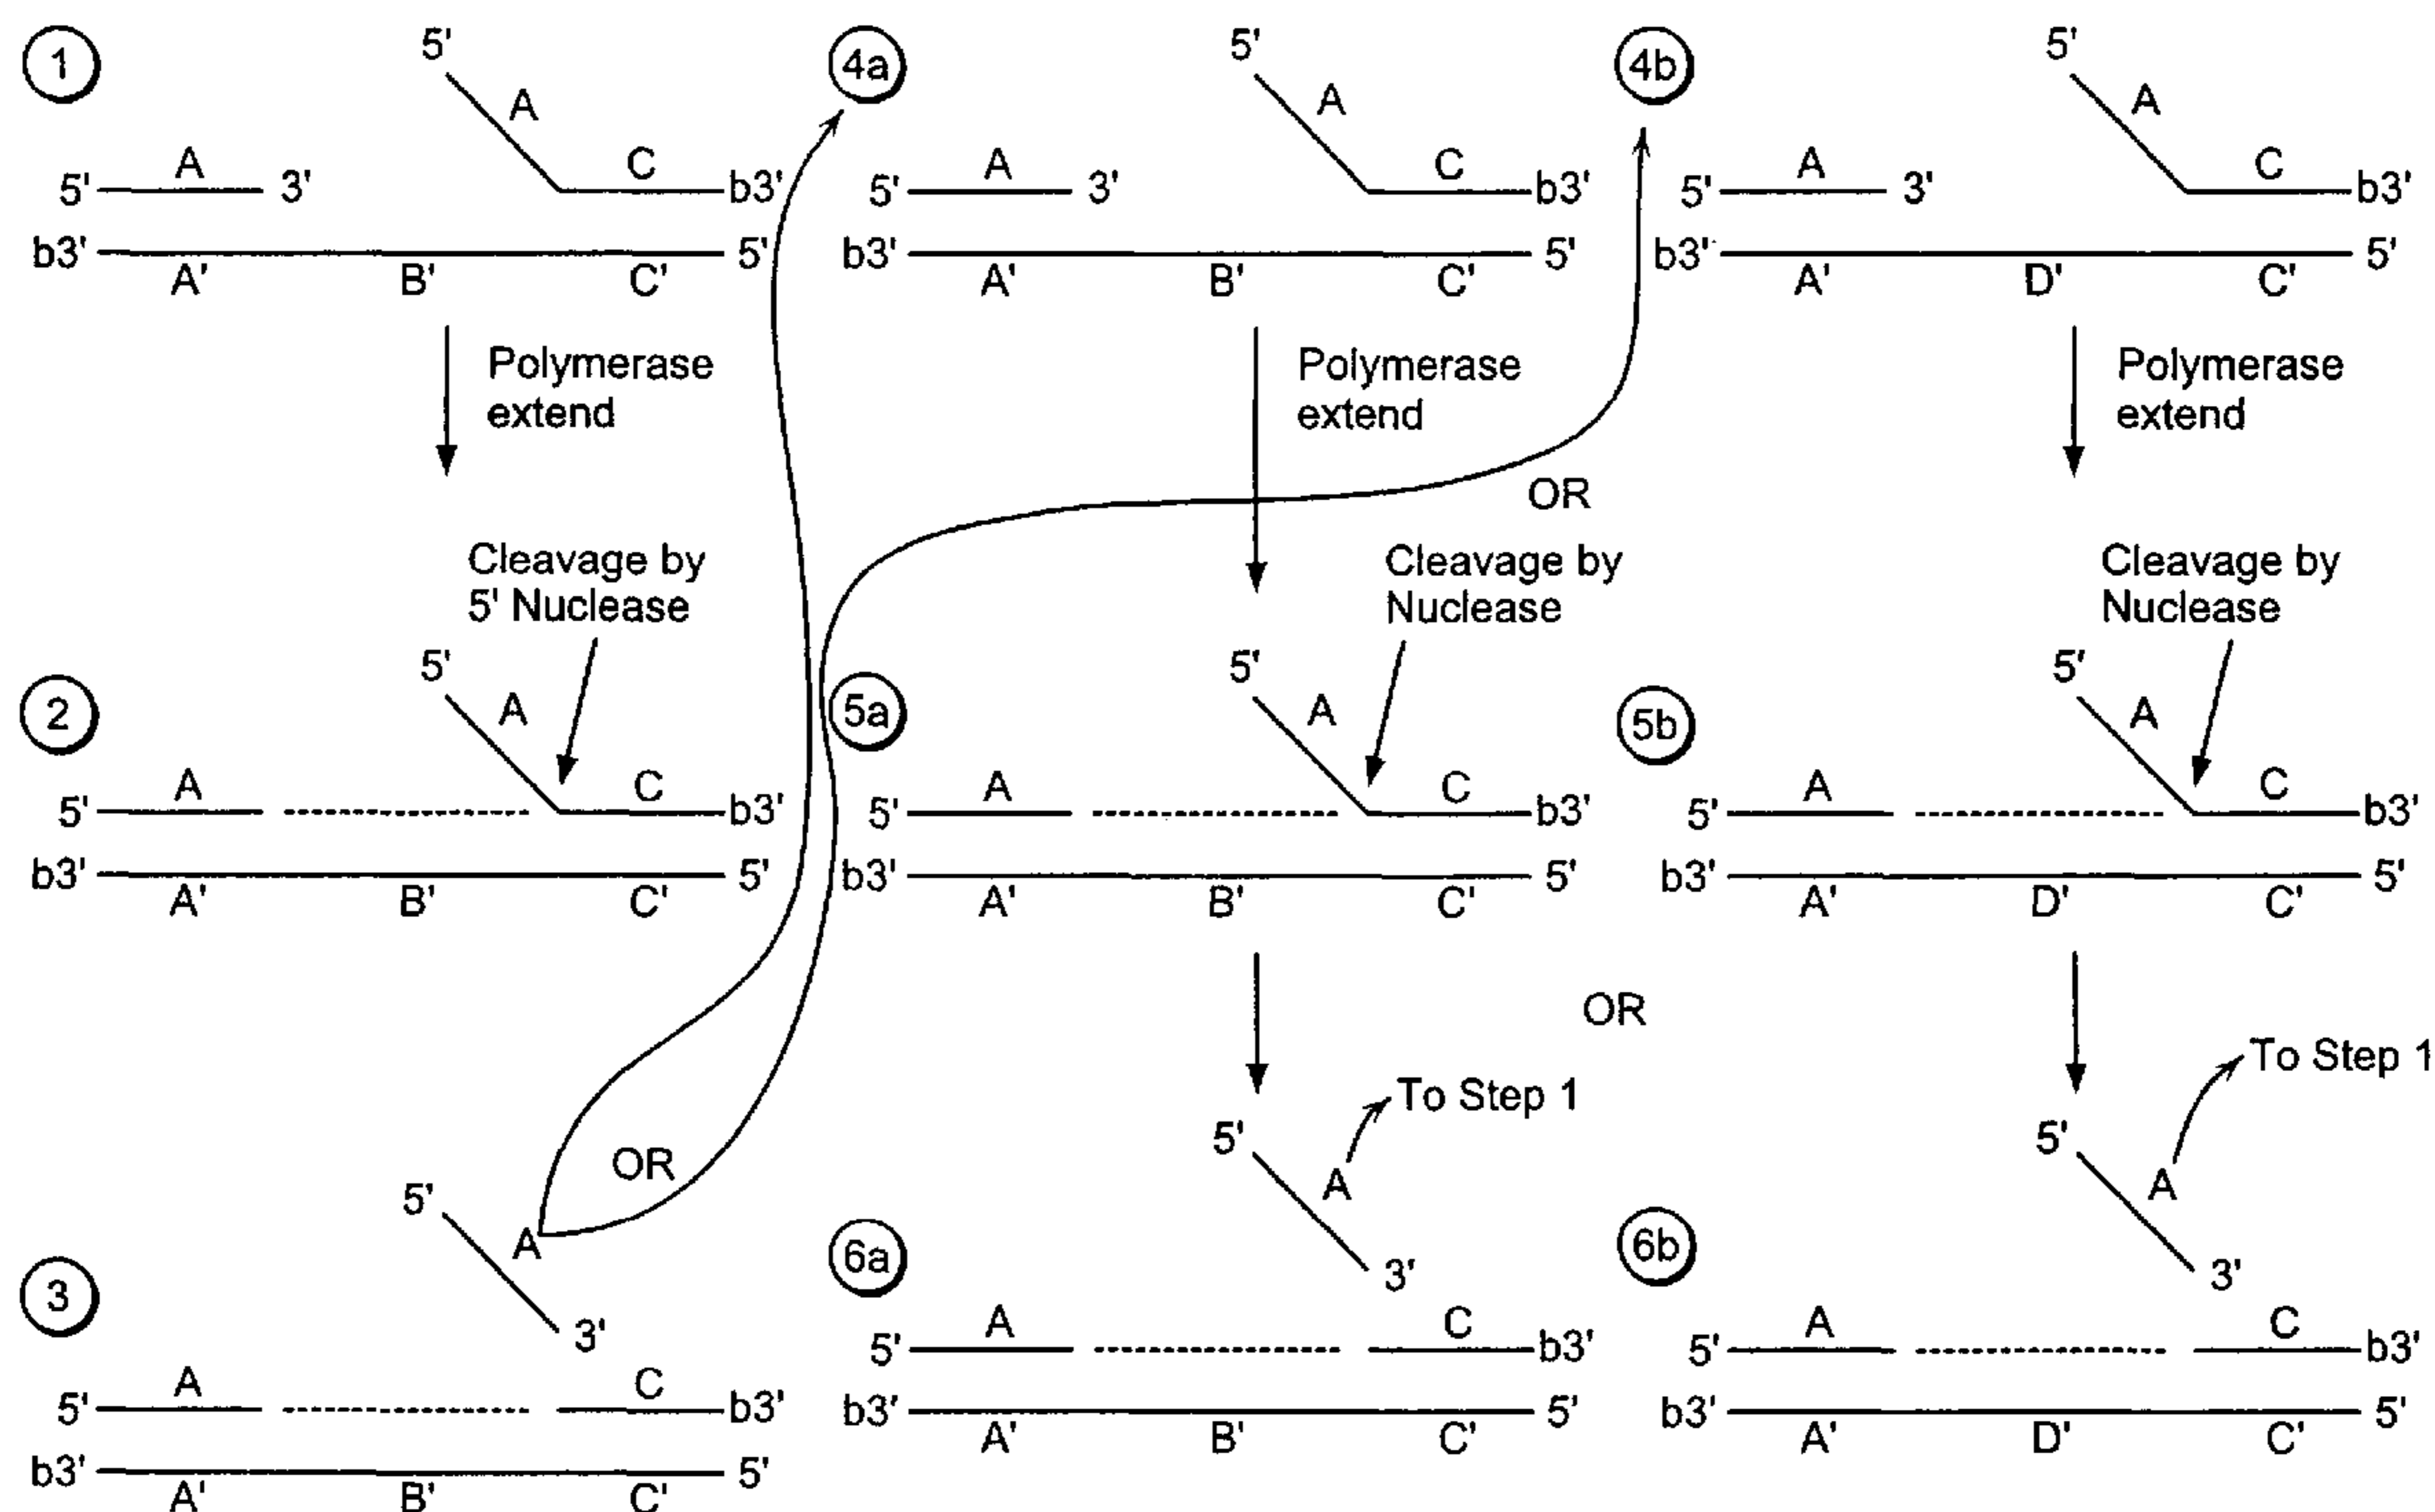 1
5'
A
5'
A
3'
C
b3'
b3'
5'
A'
B'
C'
Polymerase
extend
Cleavage by
5' Nuclease
2
5'
A
5'
A
C
b3'
b3'
5'
A'
B'
C'
OR
5'
A
3'
3
5'
A
C
b3'
b3'
5'
A'
B'
C'
4a
5'
A
5'
A
3'
C
b3'
b3'
5'
A'
B'
C'
Polymerase
extend
OR
Cleavage by
Nuclease
5a
5'
A
5'
A
C
b3'
b3'
5'
A'
B'
C'
OR
To Step 1
5'
A
3'
6a
5'
A
C
b3'
b3'
5'
A'
B'
C'
4b
5'
A
5'
A
3'
C
b3'
b3'
5'
A'
D'
C'
Polymerase
extend
Cleavage by
Nuclease
5b
5'
A
5'
A
C
b3'
b3'
5'
A'
D'
C'
To Step 1
5'
A
3'
6b
5'
A
C
b3'
b3'
5'
A'
D'
C'